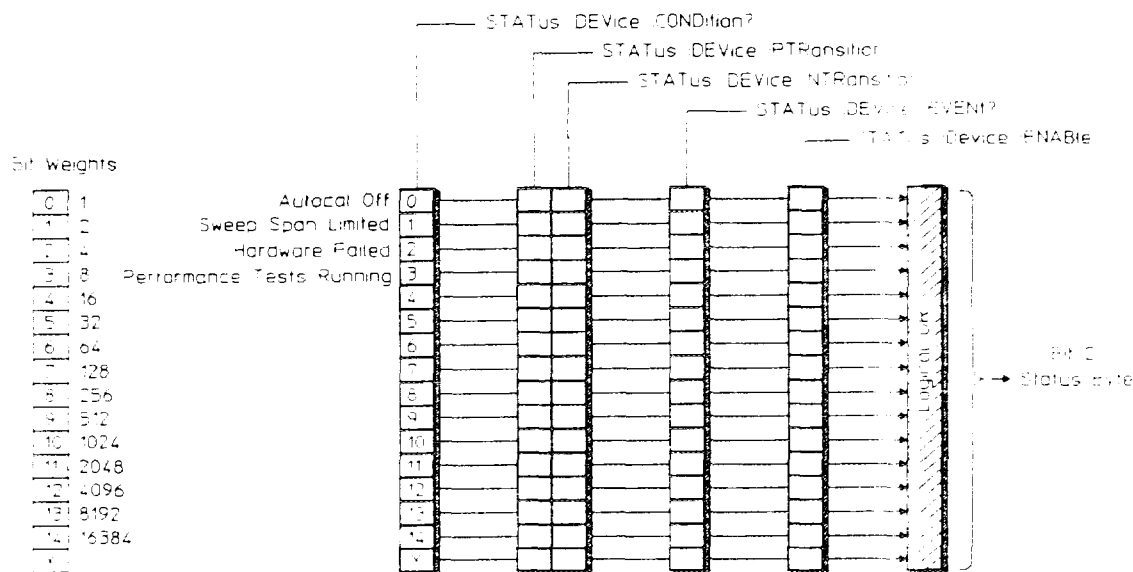 STATus DEVice CONDition?
STATus DEVice PTRansition
STATus DEVice NTRansition
STATus DEVice EVENt?
STATus Device ENABle
Bit Weights
0 1
1 2
2 4
3 8
4 16
5 32
6 64
7 128
8 256
9 512
10 1024
11 2048
12 4096
13 8192
14 16384
Autocal Off 0
Sweep Span Limited 1
Hardware Failed 2
Performance Tests Running 3
4
5
6
7
8
9
10
11
12
13
14
Logical OR
Bit
Status Byte